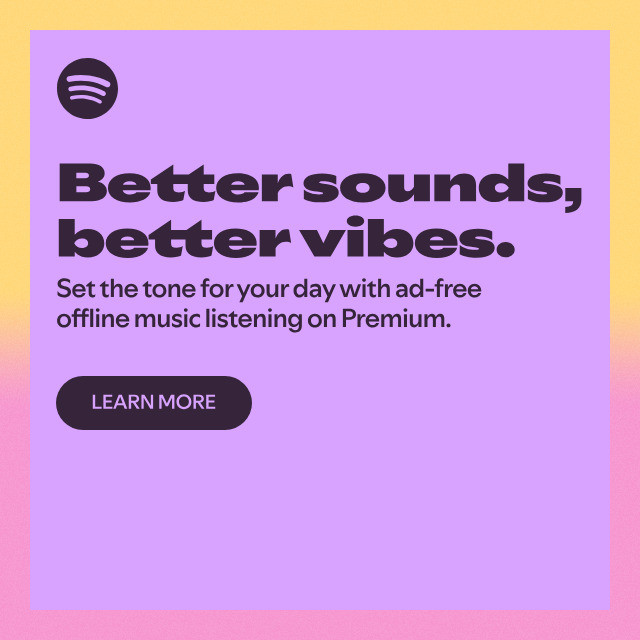 Better sounds,
better vibes.
Set the tone for your day with ad-free
offline music listening on Premium.
LEARN MORE